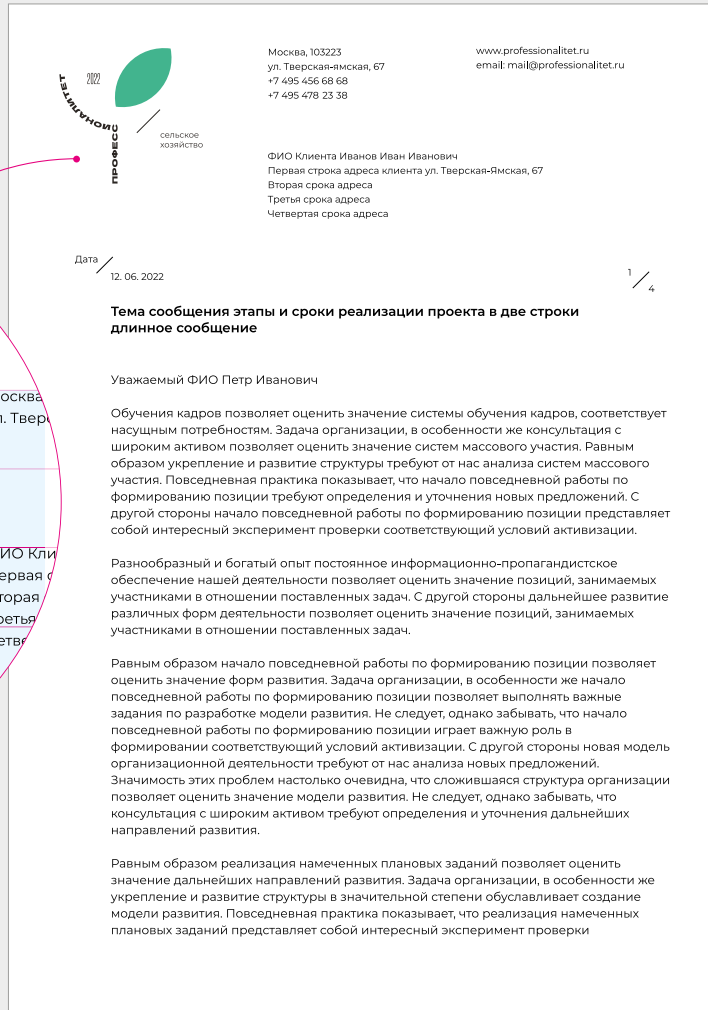 Москва, 103223
ул. Тверская-ямская, 67
+7 495 456 68 68
+7 495 478 23 38
www.professionalitet.ru
email: mail@professionalitet.ru
2022
ПРОФЕССИОНАЛИТЕТ
сельское
хозяйство
ФИО Клиента Иванов Иван Иванович
Первая строка адреса клиента ул. Тверская-Ямская, 67
Вторая срока адреса
Третья срока адреса
Четвертая срока адреса
Дата
12. 06. 2022
1
4
Тема сообщения этапы и сроки реализации проекта в две строки
длинное сообщение
Уважаемый ФИО Петр Иванович
Обучения кадров позволяет оценить значение системы обучения кадров, соответствует
насущным потребностям. Задача организации, в особенности же консультация с
широким активом позволяет оценить значение систем массового участия. Равным
образом укрепление и развитие структуры требуют от нас анализа систем массового
участия. Повседневная практика показывает, что начало повседневной работы по
формированию позиции требуют определения и уточнения новых предложений. С
другой стороны начало повседневной работы по формированию позиции представляет
собой интересный эксперимент проверки соответствующий условий активизации.
Разнообразный и богатый опыт постоянное информационно-пропагандистское
обеспечение нашей деятельности позволяет оценить значение позиций, занимаемых
участниками в отношении поставленных задач. С другой стороны дальнейшее развитие
различных форм деятельности позволяет оценить значение позиций, занимаемых
участниками в отношении поставленных задач.
Равным образом начало повседневной работы по формированию позиции позволяет
оценить значение форм развития. Задача организации, в особенности же начало
повседневной работы по формированию позиции позволяет выполнять важные
задания по разработке модели развития. Не следует, однако забывать, что начало
повседневной работы по формированию позиции играет важную роль в
формировании соответствующий условий активизации. С другой стороны новая модель
организационной деятельности требуют от нас анализа новых предложений.
Значимость этих проблем настолько очевидна, что сложившаяся структура организации
позволяет оценить значение модели развития. Не следует, однако забывать, что
консультация с широким активом требуют определения и уточнения дальнейших
направлений развития.
Равным образом реализация намеченных плановых заданий позволяет оценить
значение дальнейших направлений развития. Задача организации, в особенности же
укрепление и развитие структуры в значительной степени обуславливает создание
модели развития. Повседневная практика показывает, что реализация намеченных
плановых заданий представляет собой интересный эксперимент проверки
осква
л. Твер
ИО Кли
ервая
торая
ретья
етве